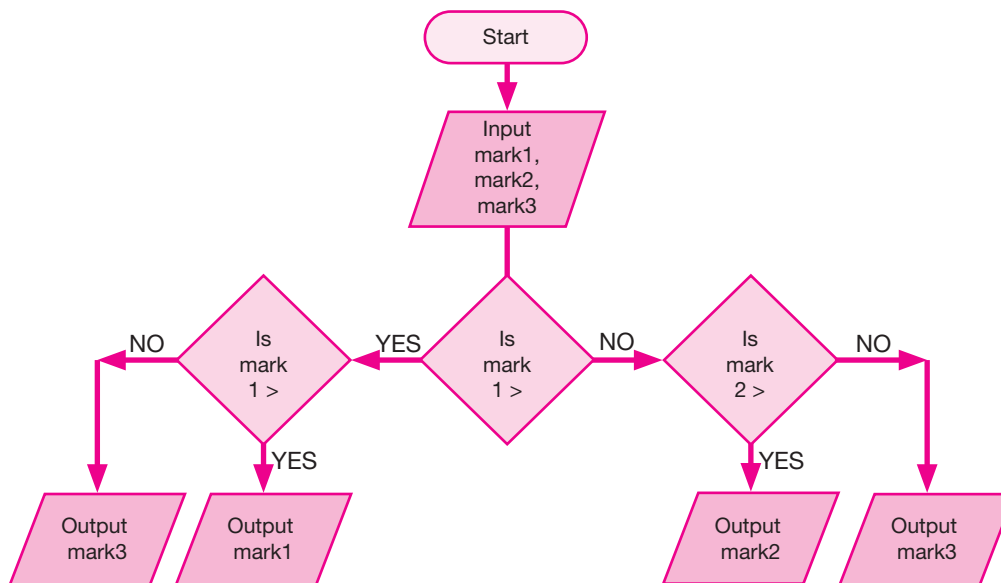 Start
Input
mark1,
mark2,
mark3
NO
Is
mark
1 >
YES
Is
mark
1 >
NO
Is
mark
2 >
NO
YES
YES
Output
mark3
Output
mark1
Output
mark2
Output
mark3